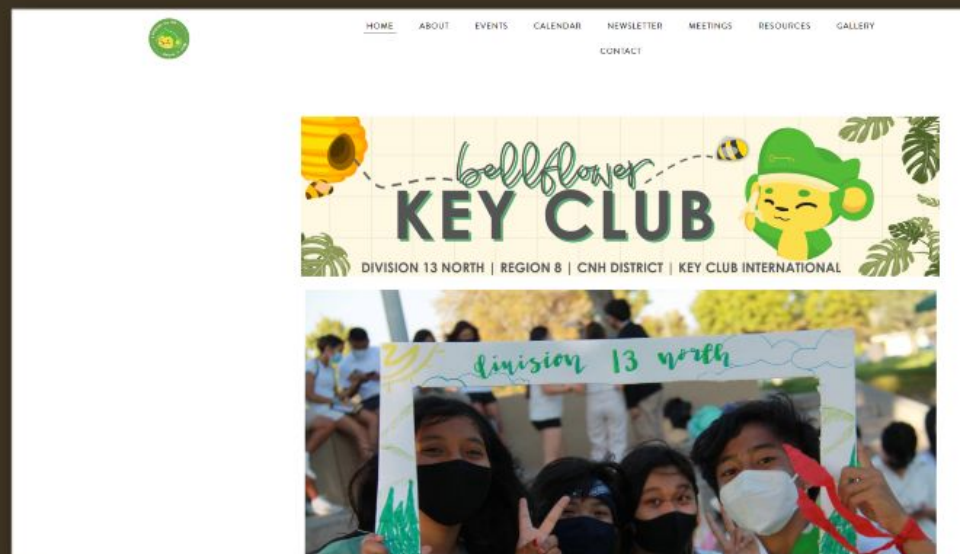 HOME ABOUT EVENTS CALENDAR NEWSLETTER MEETINGS RESOURCES GALLERY
CONTACT
bellflower
KEY CLUB
DIVISION 13 NORTH | REGION 8 | CNH DISTRICT | KEY CLUB INTERNATIONAL
division 13 north